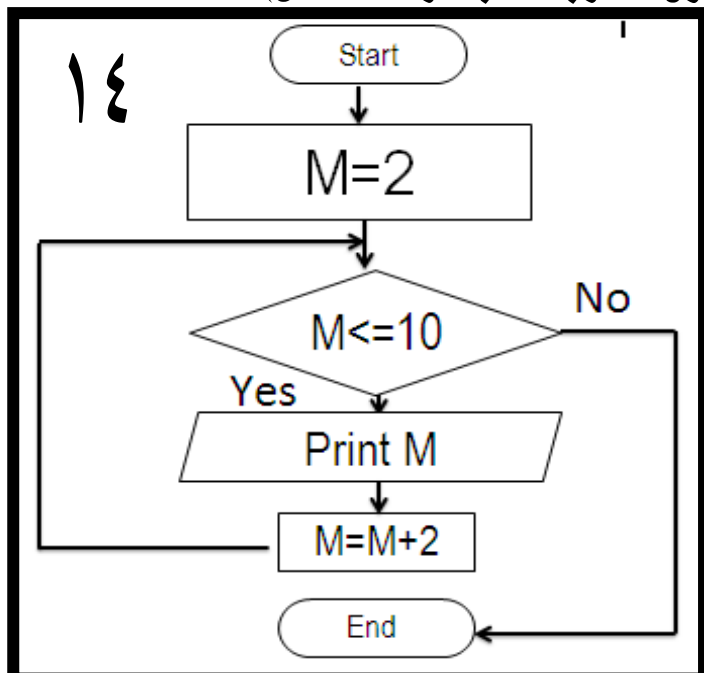 Start
١٤
M=2
M<=10
No
Yes
Print M
M=M+2
End